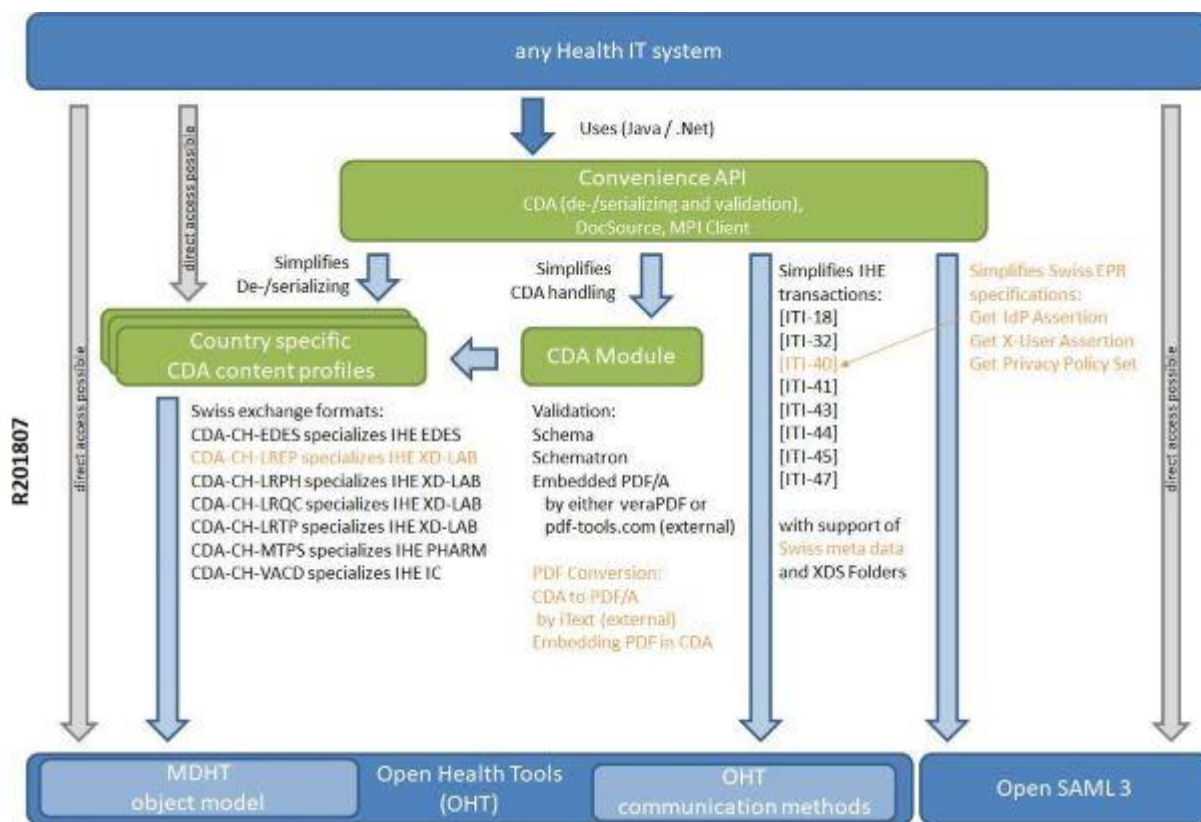 any Health IT system
direct access possible
direct access possible
direct access possible
Uses (Java / .Net)
Convenience API
CDA (de-/serializing and validation),
DocSource, MPI Client
Simplifies
De-/serializing
Simplifies
CDA handling
Simplifies IHE
transactions:
[ITI-18]
[ITI-32]
[ITI-40]
[ITI-41]
[ITI-43]
[ITI-44]
[ITI-45]
[ITI-47]
with support of
Swiss meta data
and XDS Folders
Simplifies Swiss EPR
specifications:
Get IdP Assertion
Get X-User Assertion
Get Privacy Policy Set
Country specific
CDA content profiles
CDA Module
Swiss exchange formats:
CDA-CH-EDES specializes IHE EDES
CDA-CH-LREP specializes IHE XD-LAB
CDA-CH-LRPH specializes IHE XD-LAB
CDA-CH-LRQC specializes IHE XD-LAB
CDA-CH-LRTP specializes IHE XD-LAB
CDA-CH-MTPS specializes IHE PHARM
CDA-CH-VACD specializes IHE IC
Validation:
Schema
Schematron
Embedded PDF/A
by either veraPDF or
pdf-tools.com (external)
PDF Conversion:
CDA to PDF/A
by iText (external)
Embedding PDF in CDA
R201807
MDHT
object model
Open Health Tools
(OHT)
OHT
communication methods
Open SAML 3